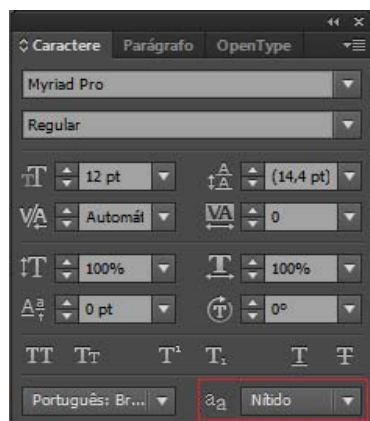 Caractere Parágrafo OpenType
Myriad Pro
Regular
12 pt (14,4 pt)
Automát 0
100% 100%
0 pt 0°
TT Tт T¹ T₁ T Ŧ
Português: Br... aa Nítido